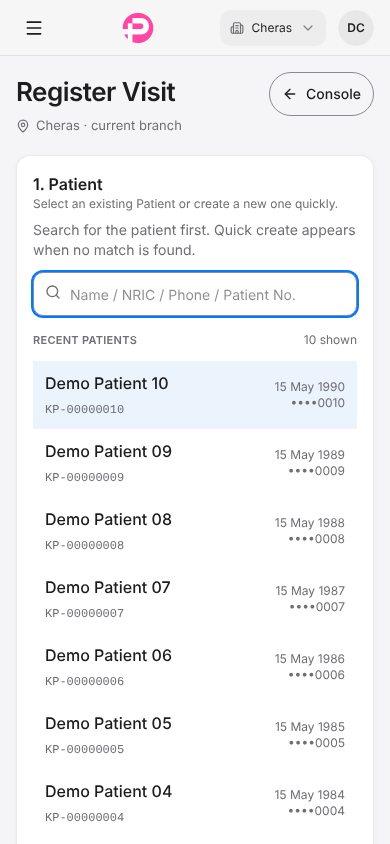 Cheras
DC
Register Visit
Console
Cheras · current branch
1. Patient
Select an existing Patient or create a new one quickly.
Search for the patient first. Quick create appears
when no match is found.
Name / NRIC / Phone / Patient No.
RECENT PATIENTS
10 shown
Demo Patient 10
15 May 1990
KP-00000010
••••0010
Demo Patient 09
15 May 1989
KP-00000009
••••0009
Demo Patient 08
15 May 1988
KP-00000008
••••0008
Demo Patient 07
15 May 1987
KP-00000007
••••0007
Demo Patient 06
15 May 1986
KP-00000006
••••0006
Demo Patient 05
15 May 1985
KP-00000005
••••0005
Demo Patient 04
15 May 1984
KP-00000004
••••0004